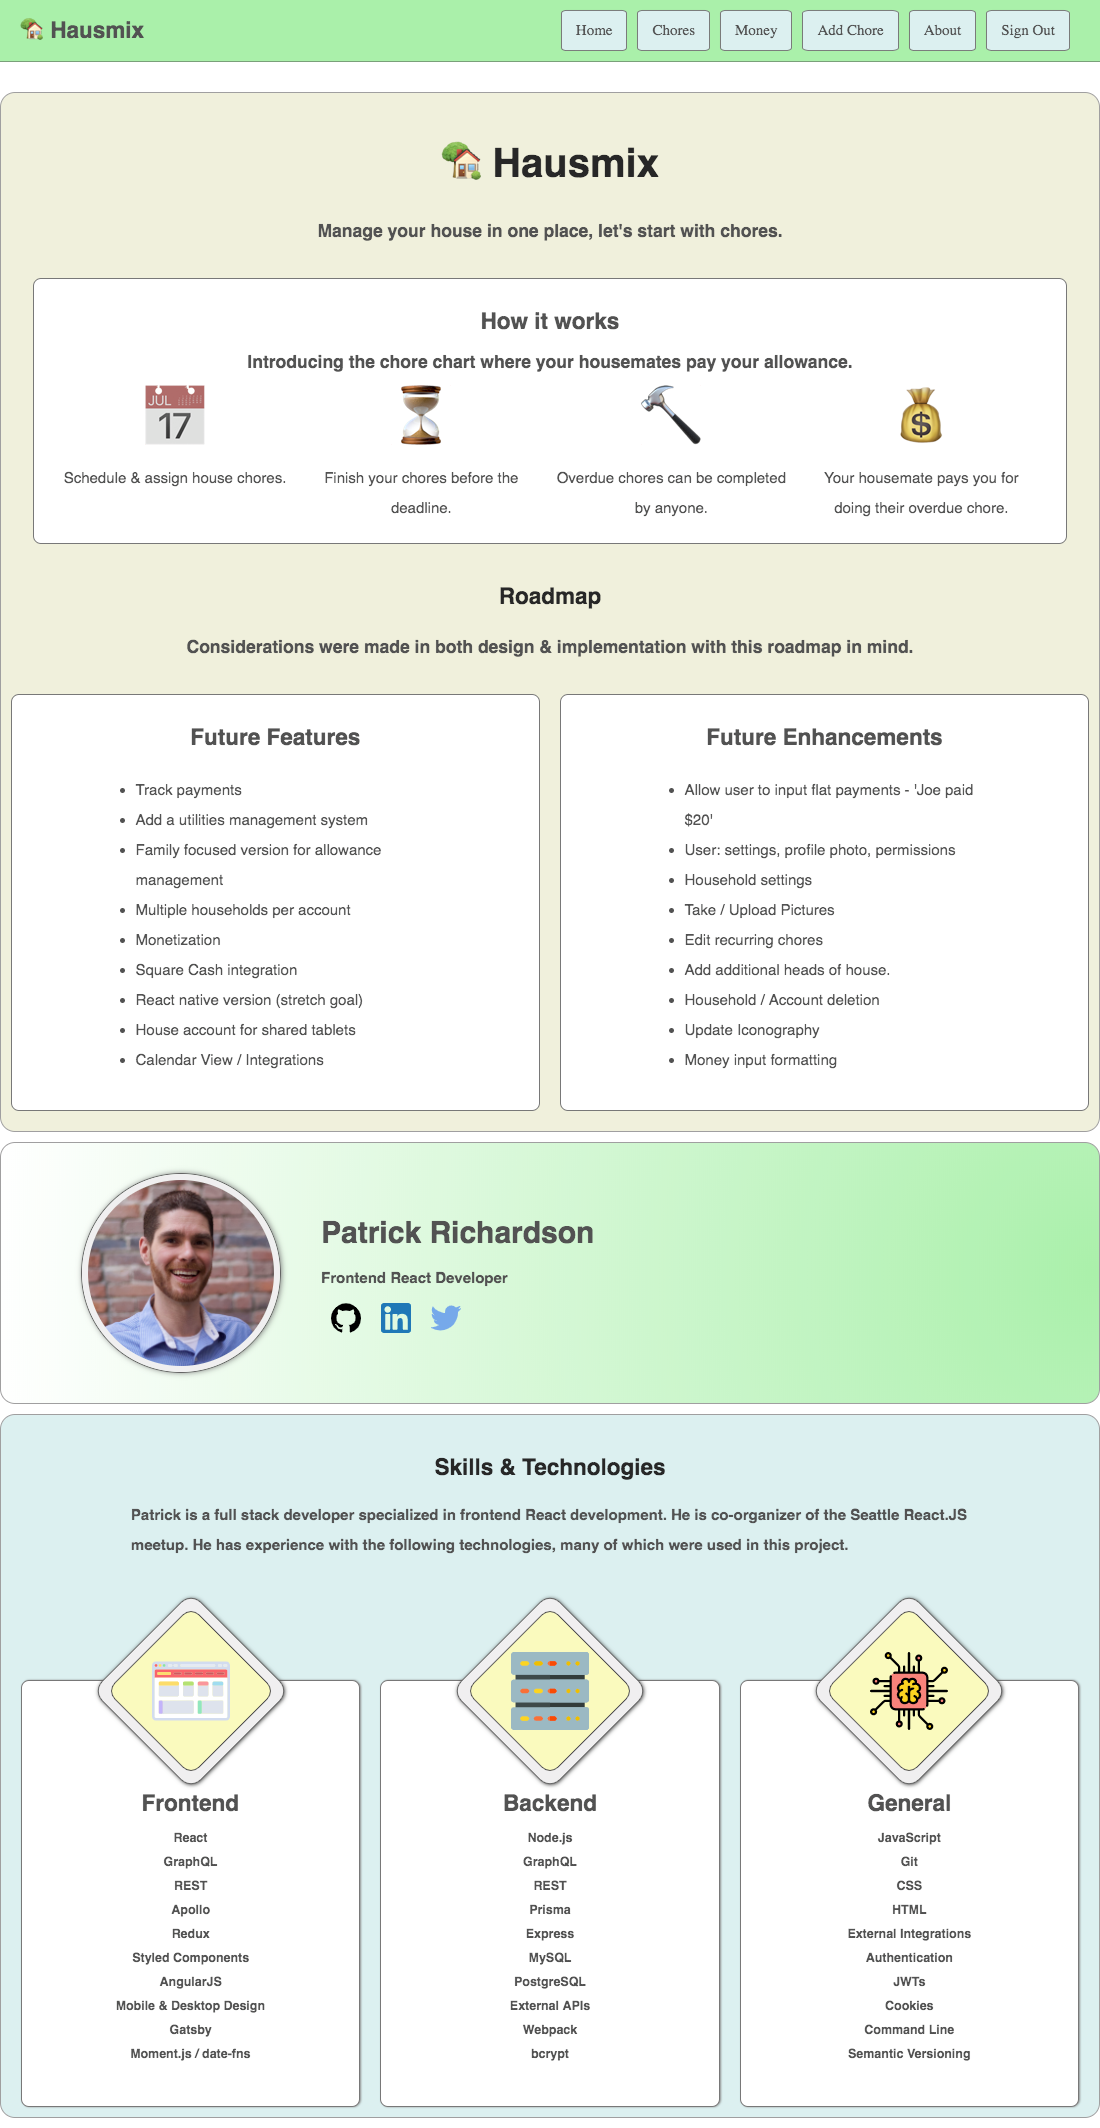 Hausmix
Home
Chores
Money
Add Chore
About
Sign Out
Hausmix
Manage your house in one place, let's start with chores.
How it works
Introducing the chore chart where your housemates pay your allowance.
JUL
17
$
Schedule & assign house chores.
Finish your chores before the
deadline.
Overdue chores can be completed
by anyone.
Your housemate pays you for
doing their overdue chore.
Roadmap
Considerations were made in both design & implementation with this roadmap in mind.
Future Features
• Track payments
• Add a utilities management system
• Family focused version for allowance
management
• Multiple households per account
• Monetization
• Square Cash integration
• React native version (stretch goal)
• House account for shared tablets
• Calendar View / Integrations
Future Enhancements
• Allow user to input flat payments - 'Joe paid
$20'
• User: settings, profile photo, permissions
• Household settings
• Take / Upload Pictures
• Edit recurring chores
• Add additional heads of house.
• Household / Account deletion
• Update Iconography
• Money input formatting
Patrick Richardson
Frontend React Developer
in
Skills & Technologies
Patrick is a full stack developer specialized in frontend React development. He is co-organizer of the Seattle React.JS
meetup. He has experience with the following technologies, many of which were used in this project.
Frontend
React
GraphQL
REST
Apollo
Redux
Styled Components
AngularJS
Mobile & Desktop Design
Gatsby
Moment.js / date-fns
Backend
Node.js
GraphQL
REST
Prisma
Express
MySQL
PostgreSQL
External APIs
Webpack
bcrypt
General
JavaScript
Git
CSS
HTML
External Integrations
Authentication
JWTs
Cookies
Command Line
Semantic Versioning